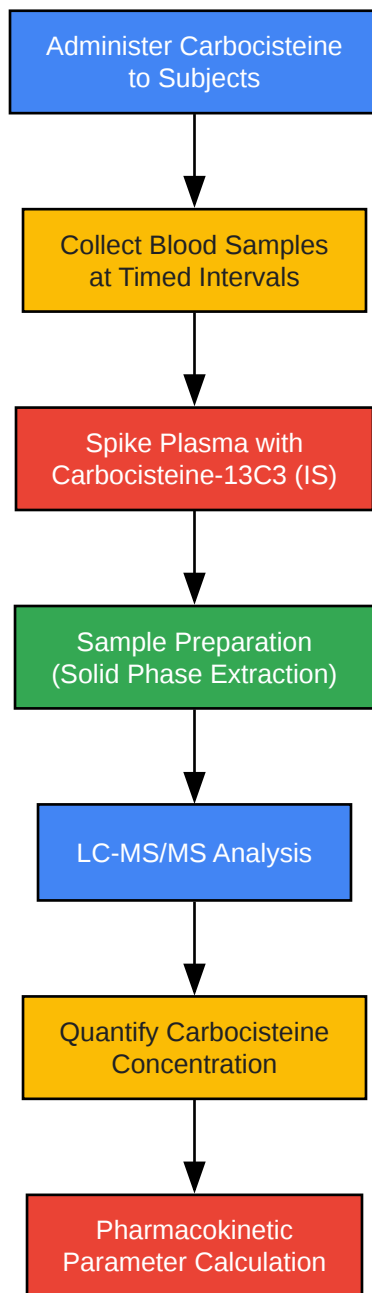 Administer Carbocisteine
to Subjects
Collect Blood Samples
at Timed Intervals
Spike Plasma with
Carbocisteine-13C3 (IS)
Sample Preparation
(Solid Phase Extraction)
LC-MS/MS Analysis
Quantify Carbocisteine
Concentration
Pharmacokinetic
Parameter Calculation